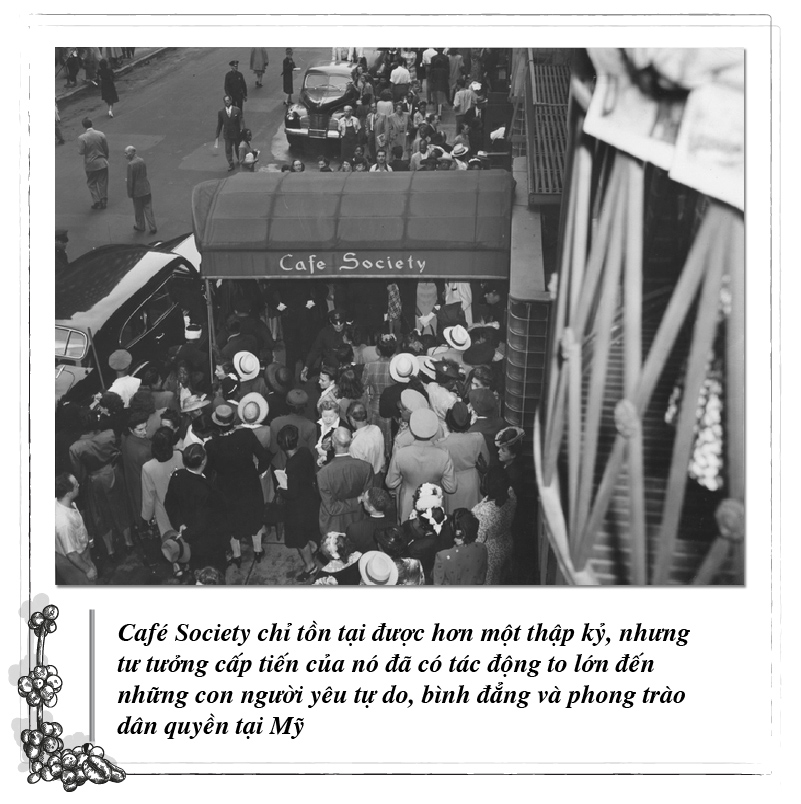 Cafe Society
Café Society chỉ tồn tại được hơn một thập kỷ, nhưng
tư tưởng cấp tiến của nó đã có tác động to lớn đến
những con người yêu tự do, bình đẳng và phong trào
dân quyền tại Mỹ